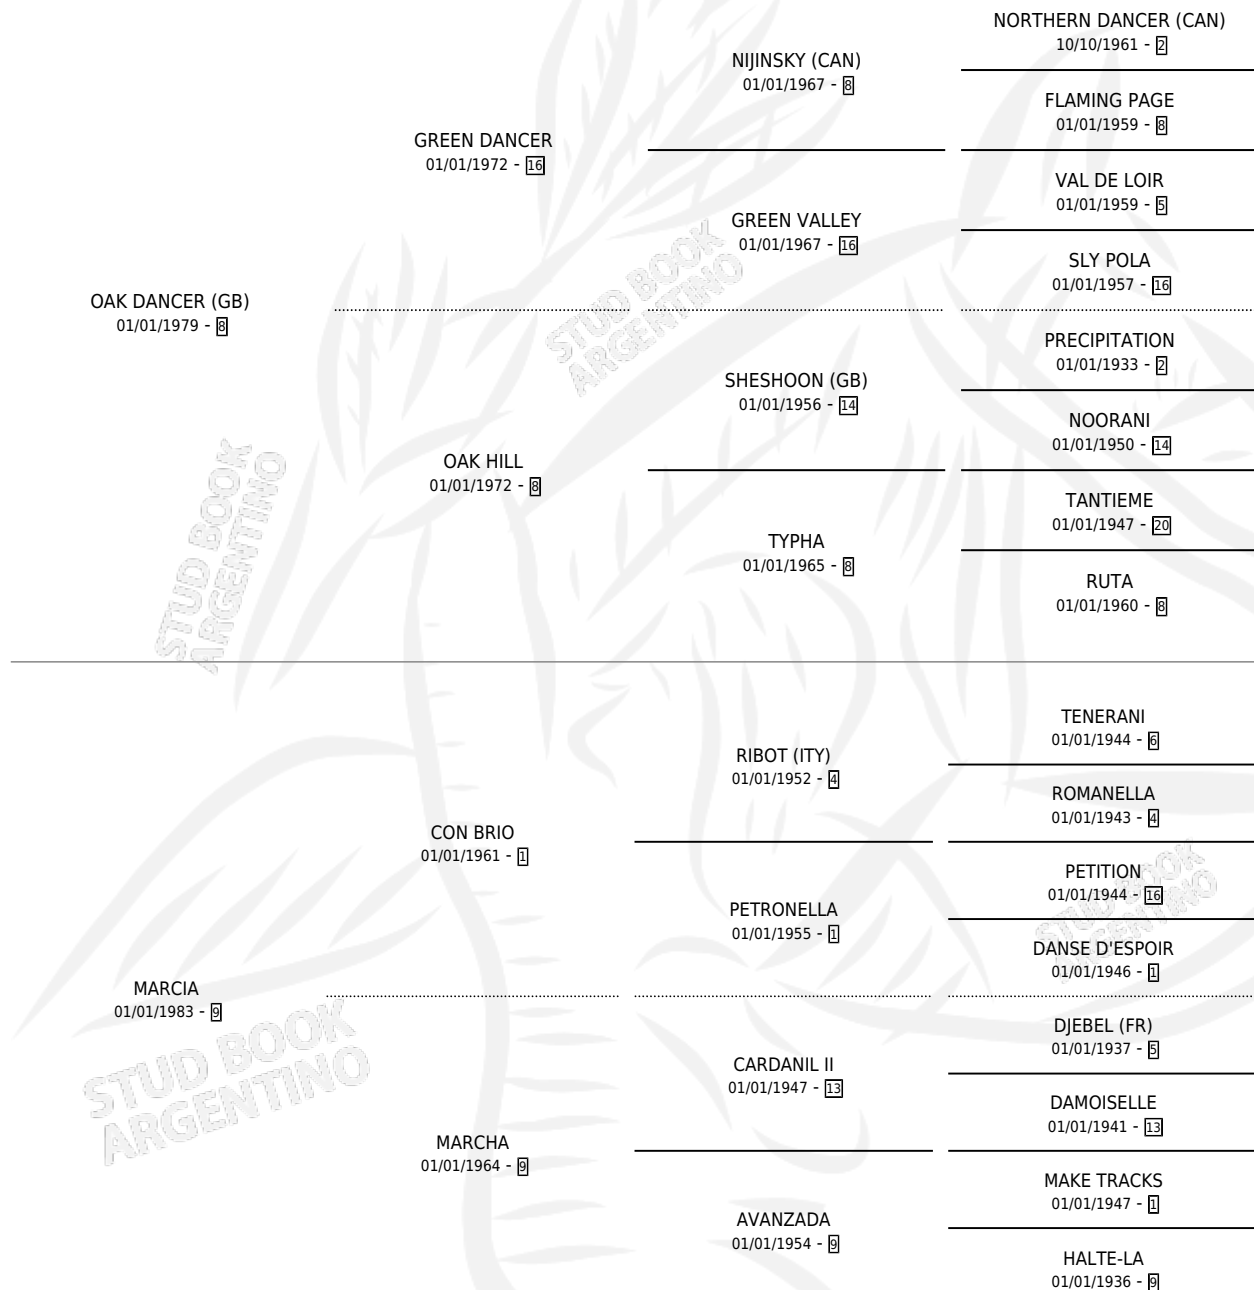 NORTHERN DANCER (CAN)
10/10/1961 - 2
NIJINSKY (CAN)
01/01/1967 - 8
FLAMING PAGE
01/01/1959 - 8
GREEN DANCER
01/01/1972 - 16
VAL DE LOIR
01/01/1959 - 5
GREEN VALLEY
01/01/1967 - 16
SLY POLA
01/01/1957 - 16
OAK DANCER (GB)
01/01/1979 - 8
PRECIPITATION
01/01/1933 - 2
SHESHOON (GB)
01/01/1956 - 14
NOORANI
01/01/1950 - 14
OAK HILL
01/01/1972 - 8
TANTIEME
01/01/1947 - 20
TYPHA
01/01/1965 - 8
RUTA
01/01/1960 - 8
TENERANI
01/01/1944 - 6
RIBOT (ITY)
01/01/1952 - 4
ROMANELLA
01/01/1943 - 4
CON BRIO
01/01/1961 - 1
PETITION
01/01/1944 - 16
PETRONELLA
01/01/1955 - 1
DANSE D'ESPOIR
01/01/1946 - 1
MARCIA
01/01/1983 - 9
DJEBEL (FR)
01/01/1937 - 5
CARDANIL II
01/01/1947 - 13
DAMOISELLE
01/01/1941 - 13
MARCHA
01/01/1964 - 9
MAKE TRACKS
01/01/1947 - 1
AVANZADA
01/01/1954 - 9
HALTE-LA
01/01/1936 - 9
STUD BOOK
ARGENTINO
STUD BOOK
ARGENTINO
STUD BOOK
ARGENTINO
STUD BOOK
ARGENTINO